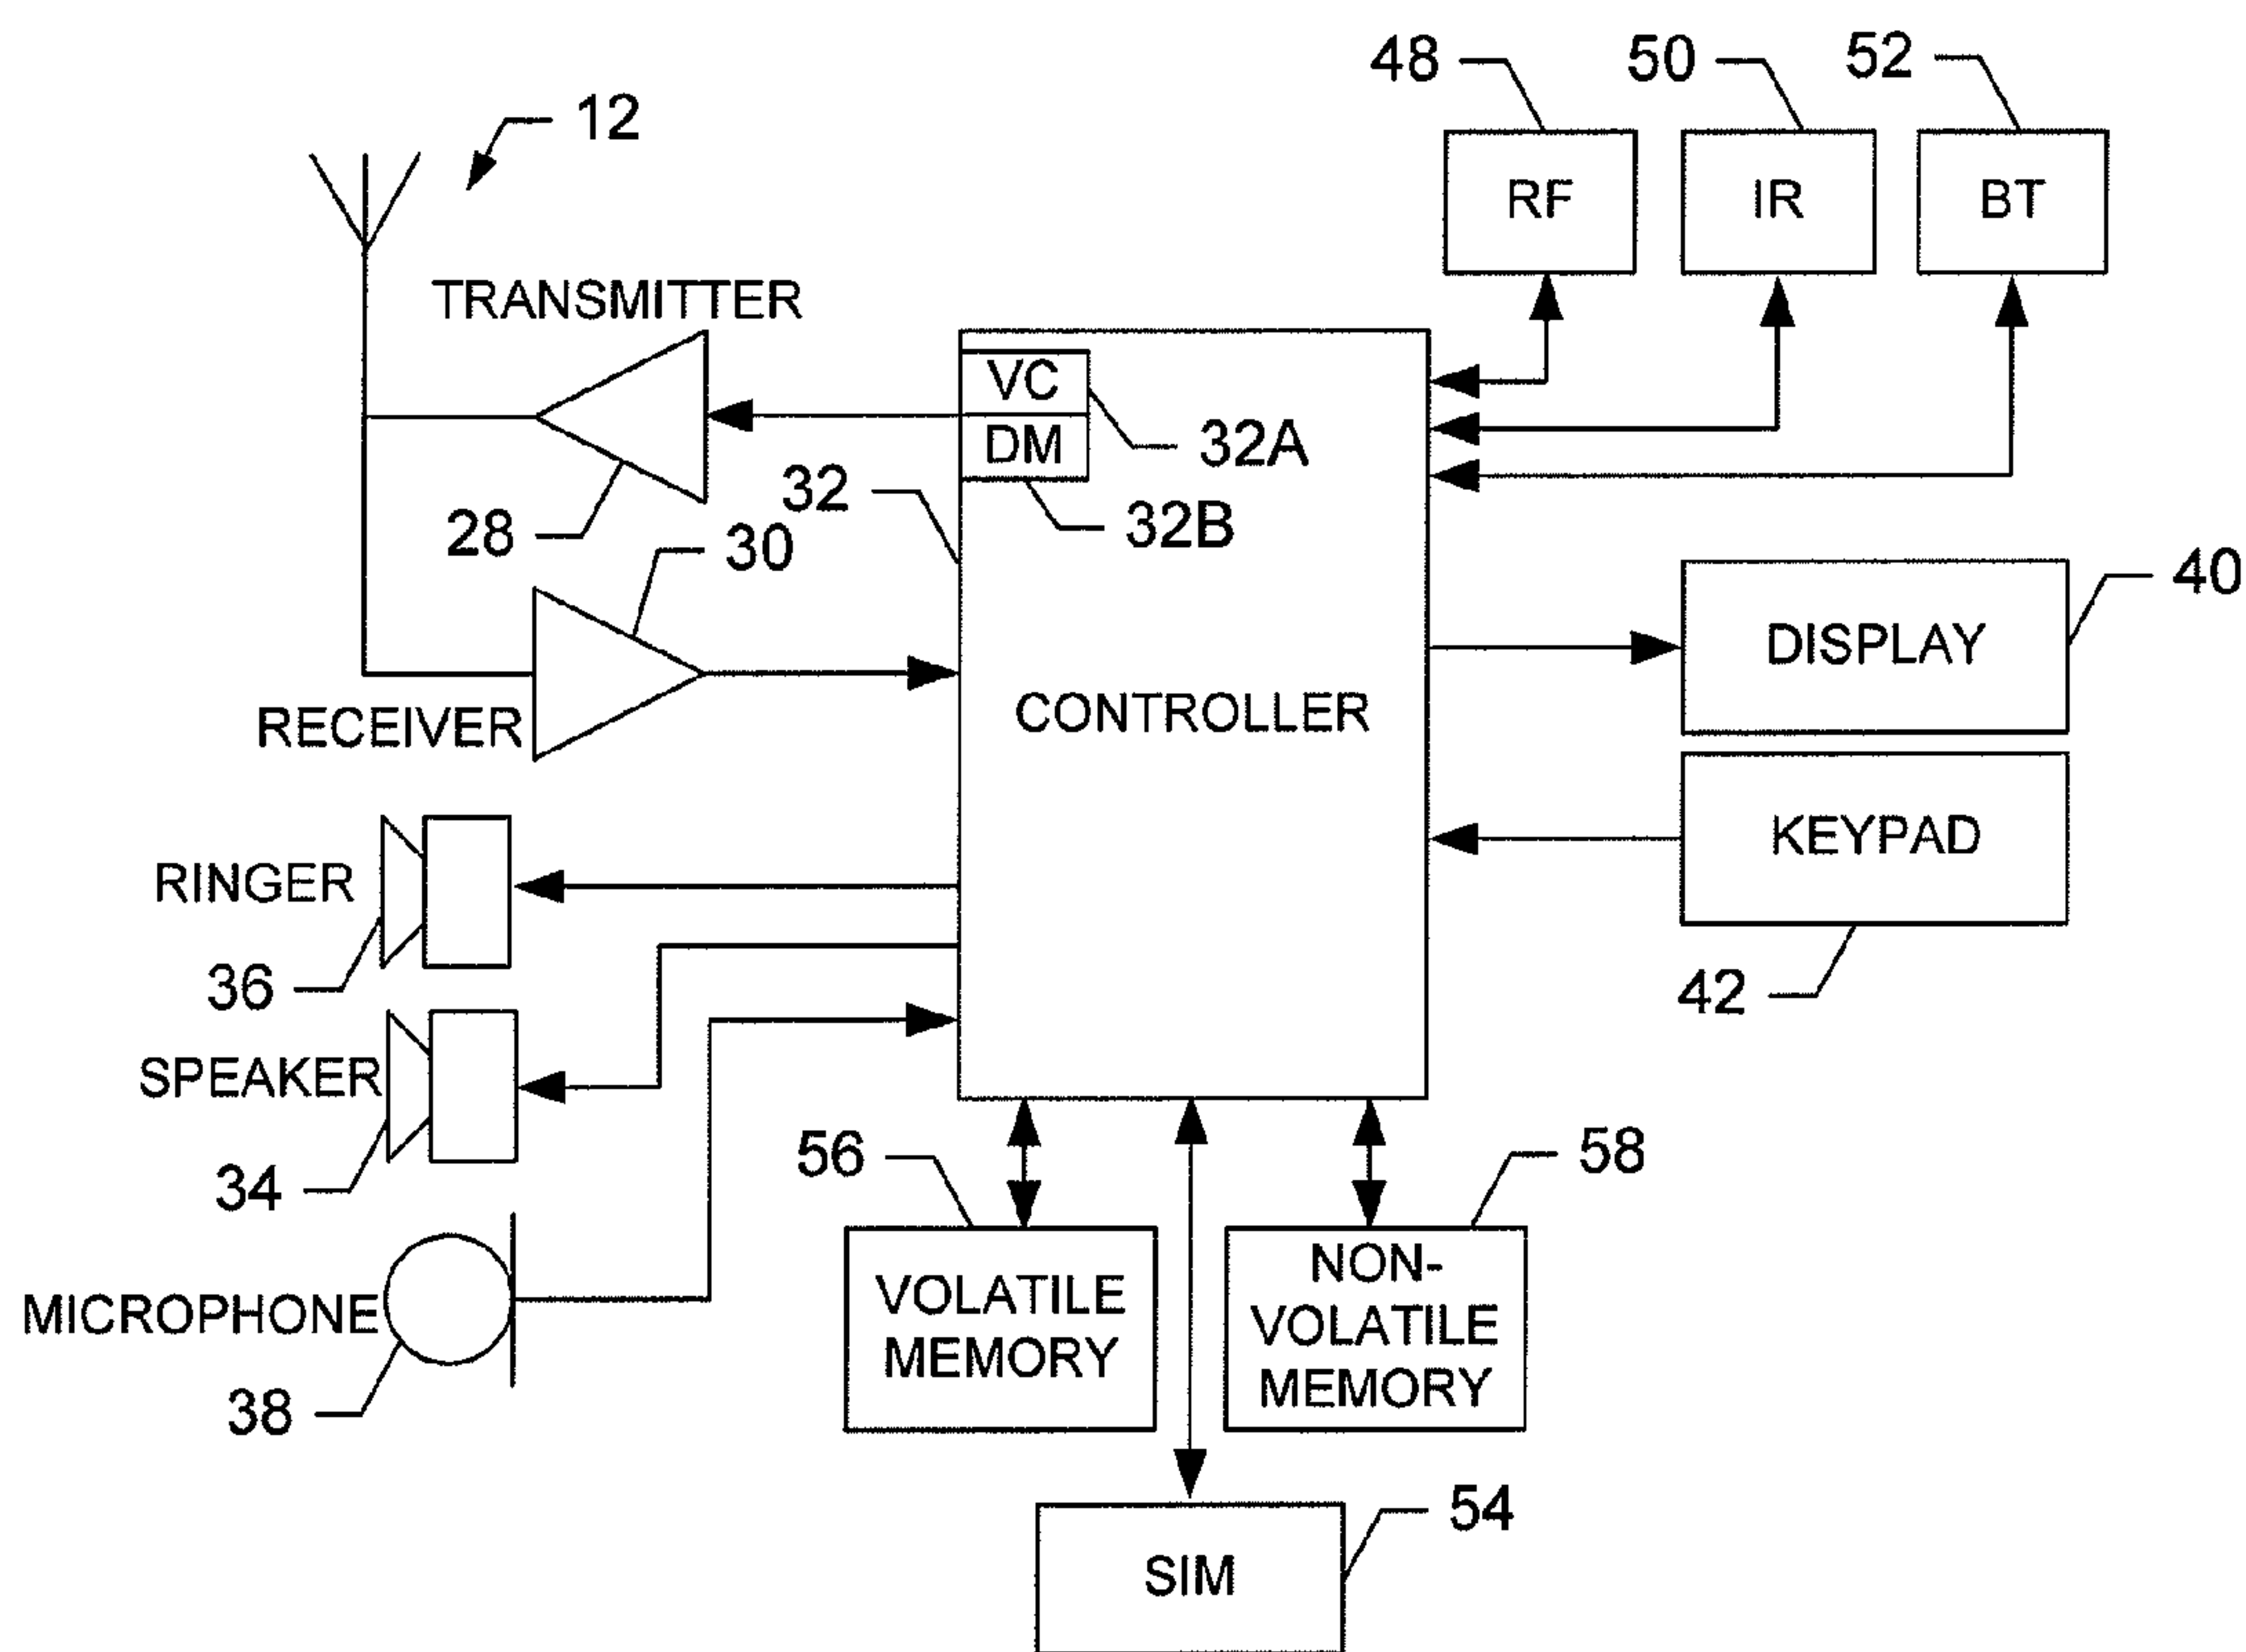 48
50
52
12
RF
IR
BT
TRANSMITTER
VC
DM
32A
32
32B
28
30
40
DISPLAY
CONTROLLER
RECEIVER
KEYPAD
RINGER
36
42
SPEAKER
34
56
58
MICROPHONE
38
VOLATILE
MEMORY
NON-
VOLATILE
MEMORY
54
SIM